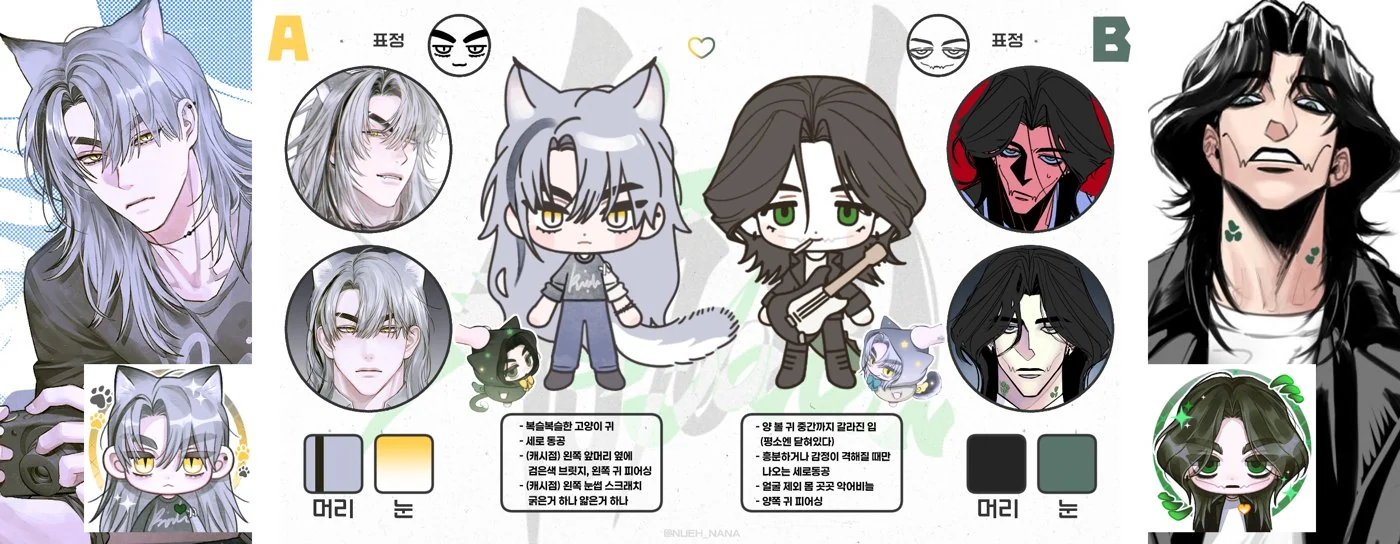 A
표정
표정
B
- 복슬복슬한 고양이 귀
- 세로 동공
- (캐시점) 왼쪽 앞머리 옆에
검은색 브릿지, 왼쪽 귀 피어싱
- (캐시점) 왼쪽 눈썹 스크래치
굵은거 하나 얇은거 하나
- 양 볼 귀 중간까지 갈라진 입
(평소엔 닫혀있다)
- 흥분하거나 감정이 격해질 때만
나오는 세로동공
- 얼굴 제외 몸 곳곳 악어비늘
- 양쪽 귀 피어싱
머리
눈
머리
눈
@NUEH_NANA